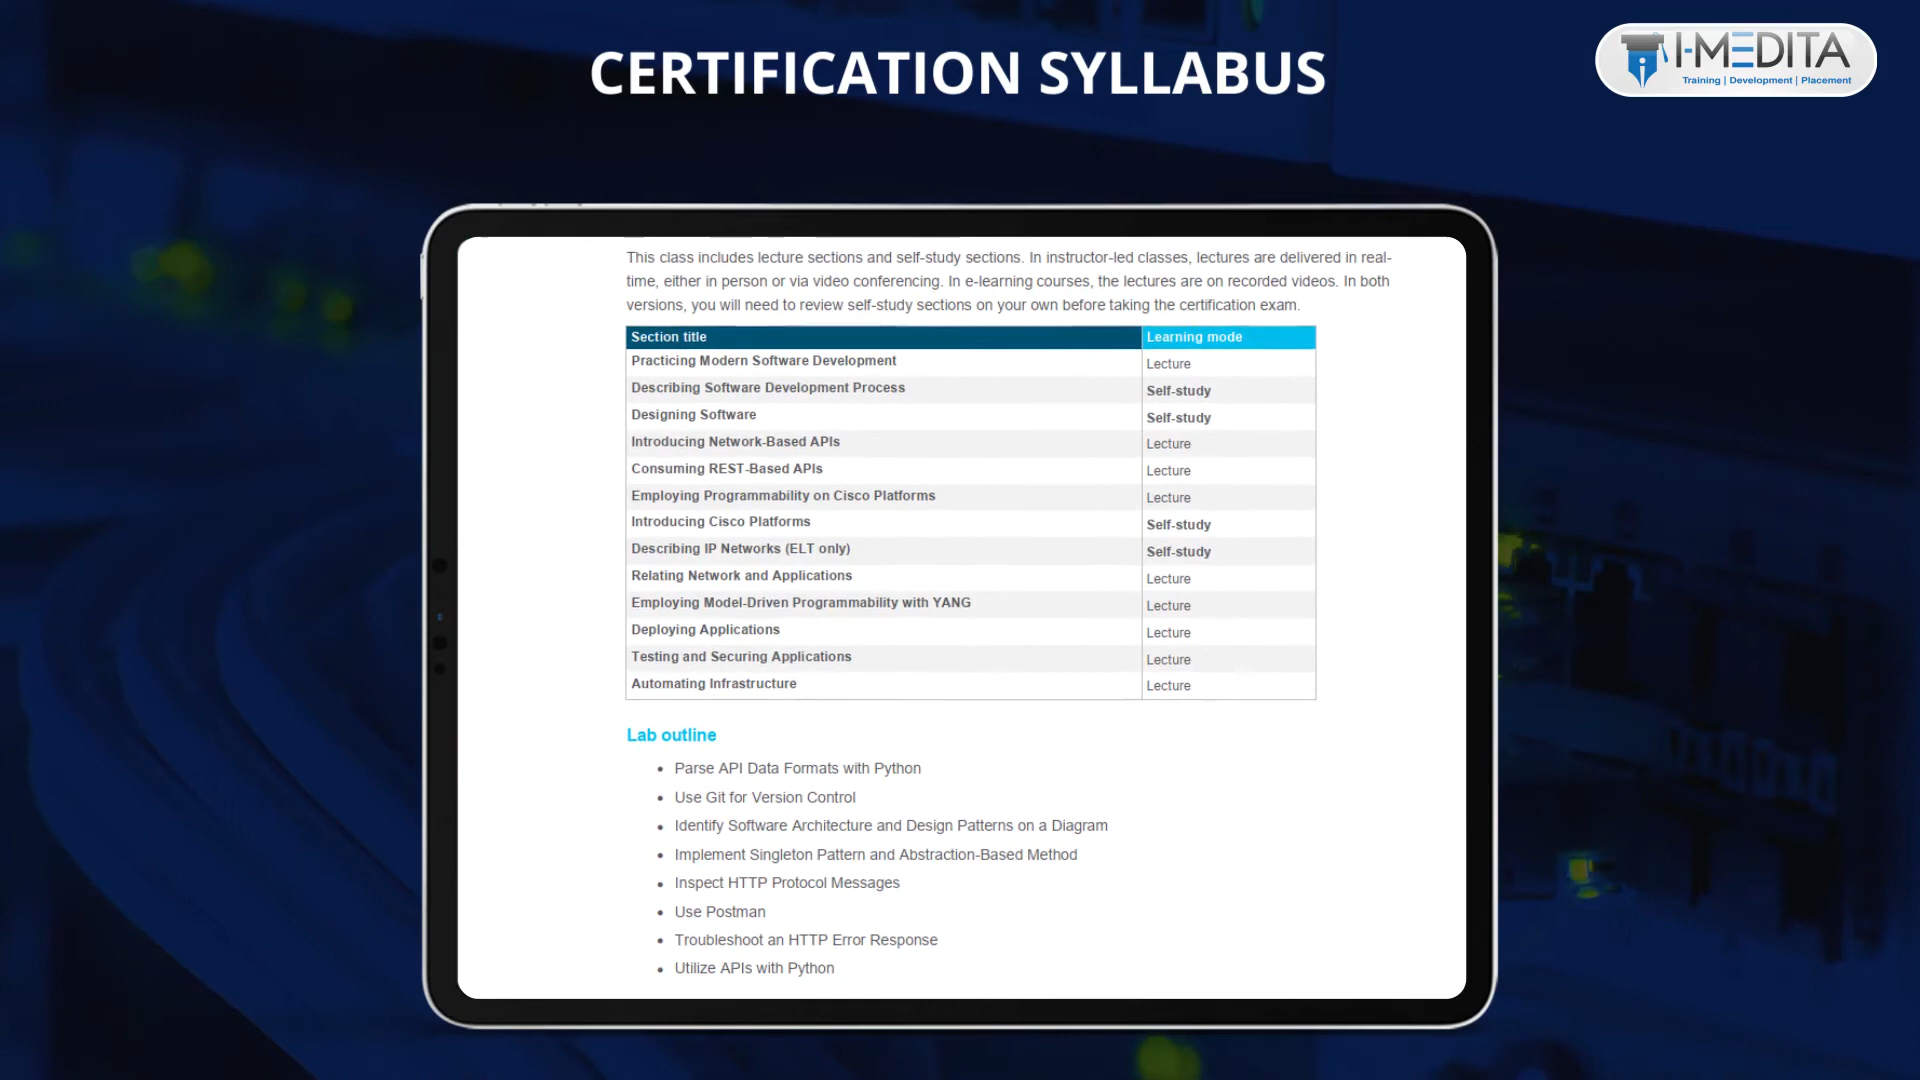 CERTIFICATION SYLLABUS
I-MEDITA
Training | Development | Placement
This class includes lecture sections and self-study sections. In instructor-led classes, lectures are delivered in real-
time, either in person or via video conferencing. In e-learning courses, the lectures are on recorded videos. In both
versions, you will need to review self-study sections on your own before taking the certification exam.
Section title Learning mode
Practicing Modern Software Development Lecture
Describing Software Development Process Self-study
Designing Software Self-study
Introducing Network-Based APIs Lecture
Consuming REST-Based APIs Lecture
Employing Programmability on Cisco Platforms Lecture
Introducing Cisco Platforms Self-study
Describing IP Networks (ELT only) Self-study
Relating Network and Applications Lecture
Employing Model-Driven Programmability with YANG Lecture
Deploying Applications Lecture
Testing and Securing Applications Lecture
Automating Infrastructure Lecture
Lab outline
• Parse API Data Formats with Python
• Use Git for Version Control
• Identify Software Architecture and Design Patterns on a Diagram
• Implement Singleton Pattern and Abstraction-Based Method
• Inspect HTTP Protocol Messages
• Use Postman
• Troubleshoot an HTTP Error Response
• Utilize APIs with Python